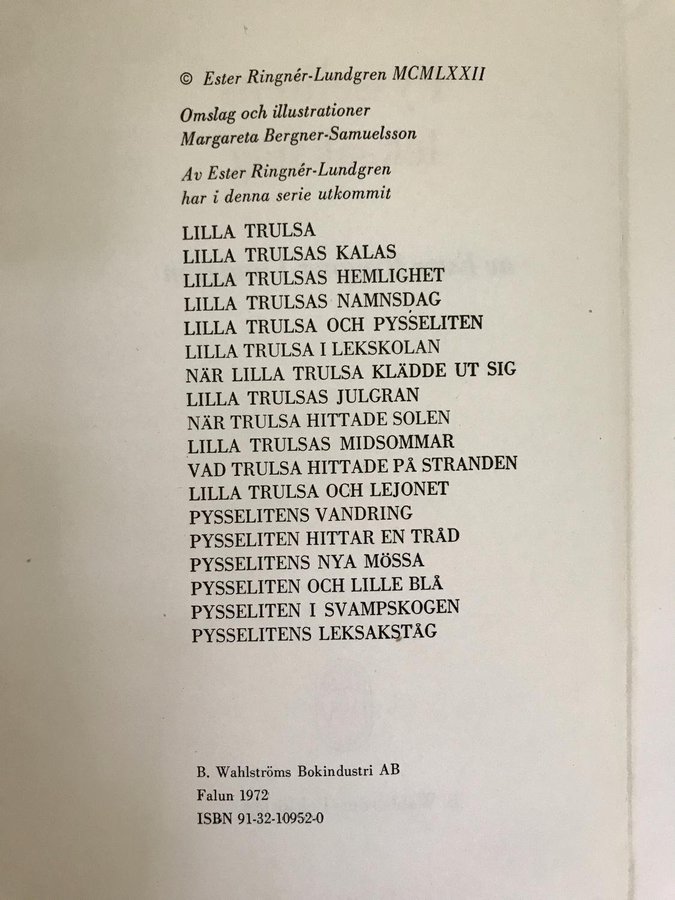 © Ester Ringnér-Lundgren MCMLXXII
Omslag och illustrationer
Margareta Bergner-Samuelsson
Av Ester Ringnér-Lundgren
har i denna serie utkommit
LILLA TRULSA
LILLA TRULSAS KALAS
LILLA TRULSAS HEMLIGHET
LILLA TRULSAS NAMNSDAG
LILLA TRULSA OCH PYSSELITEN
LILLA TRULSA I LEKSKOLAN
NÄR LILLA TRULSA KLÄDDE UT SIG
LILLA TRULSAS JULGRAN
NÄR TRULSA HITTADE SOLEN
LILLA TRULSAS MIDSOMMAR
VAD TRULSA HITTADE PÅ STRANDEN
LILLA TRULSA OCH LEJONET
PYSSELITENS VANDRING
PYSSELITEN HITTAR EN TRÅD
PYSSELITENS NYA MÖSSA
PYSSELITEN OCH LILLE BLÅ
PYSSELITEN I SVAMPSKOGEN
PYSSELITENS LEKSAKSTÅG
B. Wahlströms Bokindustri AB
Falun 1972
ISBN 91-32-10952-0